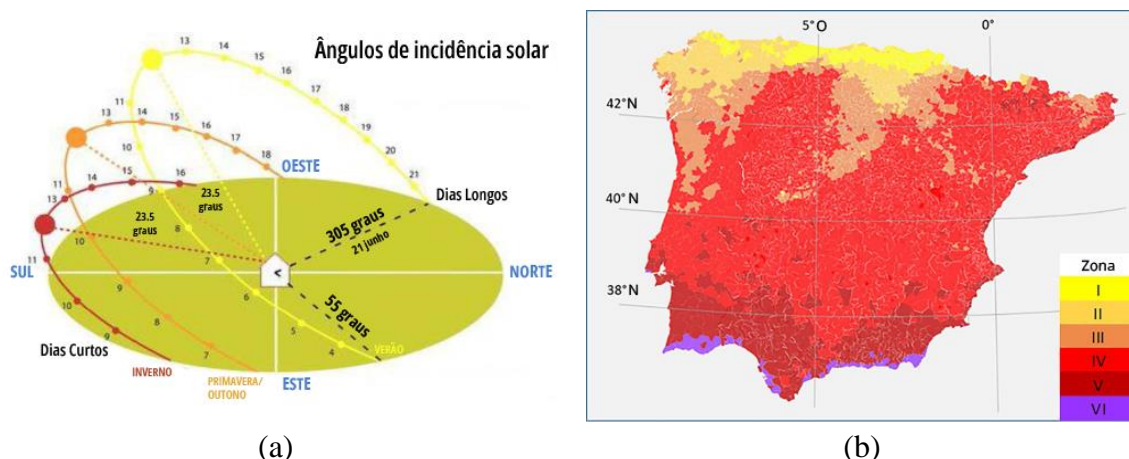 Ângulos de incidência solar
13
14
15
16
17
18
19
20
21
11
10
9
8
7
6
5
4
13
14
15
16
17
18
11
10
9
8
7
13
14
15
16
11
10
9
OESTE
Dias Longos
23.5
graus
23.5
graus
305 graus
21 junho
SUL
<
NORTE
55 graus
Dias Curtos
VERÃO
INVERNO
PRIMAVERA/
OUTONO
ESTE
(a)
5°O
0°
42°N
40°N
38°N
Zona
I
II
III
IV
V
VI
(b)